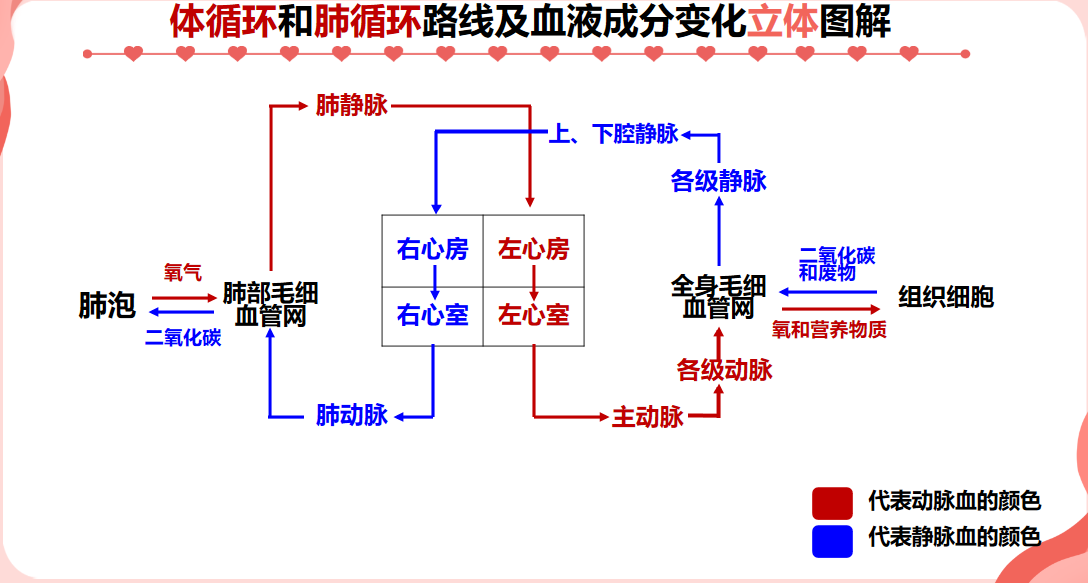 体循环和肺循环路线及血液成分变化立体图解
肺静脉
上、下腔静脉
各级静脉
右心房
左心房
二氧化碳
和废物
氧气
肺泡
肺部毛细
血管网
全身毛细
血管网
组织细胞
右心室
左心室
二氧化碳
氧和营养物质
各级动脉
肺动脉
主动脉
代表动脉血的颜色
代表静脉血的颜色